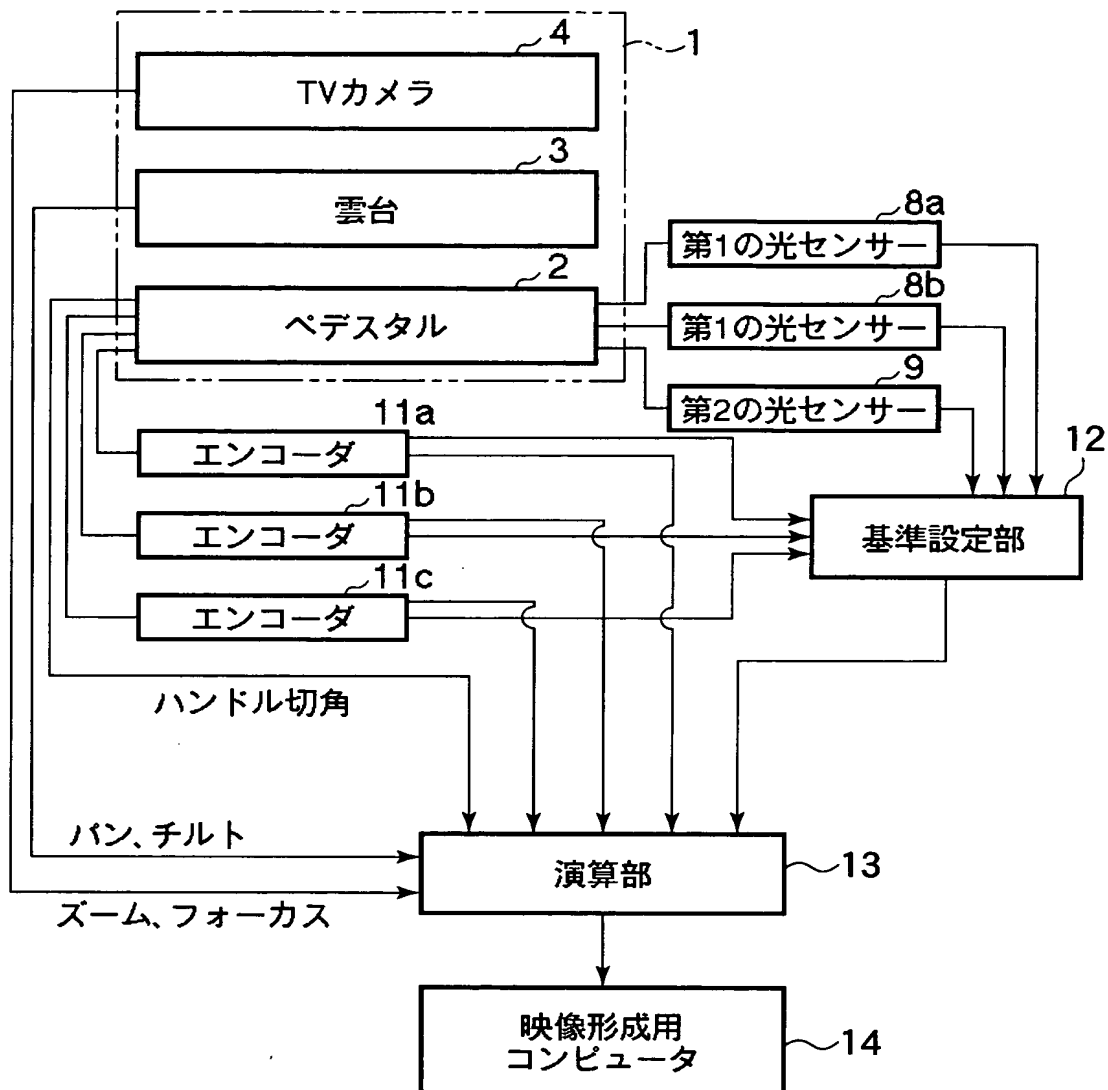 4
1
TVカメラ
3
雲台
8a
第1の光センサー
2
8b
ペデスタル
第1の光センサー
9
第2の光センサー
11a
12
エンコーダ
11b
エンコーダ
基準設定部
11c
エンコーダ
ハンドル切角
パン、チルト
演算部
13
ズーム、フォーカス
映像形成用
コンピュータ
14